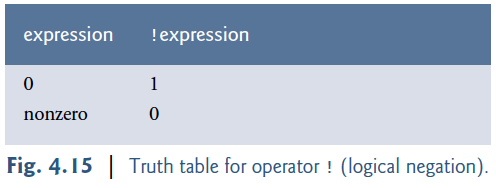 expression !expression
0 1
nonzero 0
Fig. 4.15 | Truth table for operator ! (logical negation).